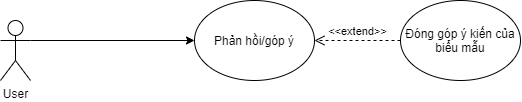 Phản hồi/góp ý
<<extend>>
Đóng góp ý kiến của
biểu mẫu
User